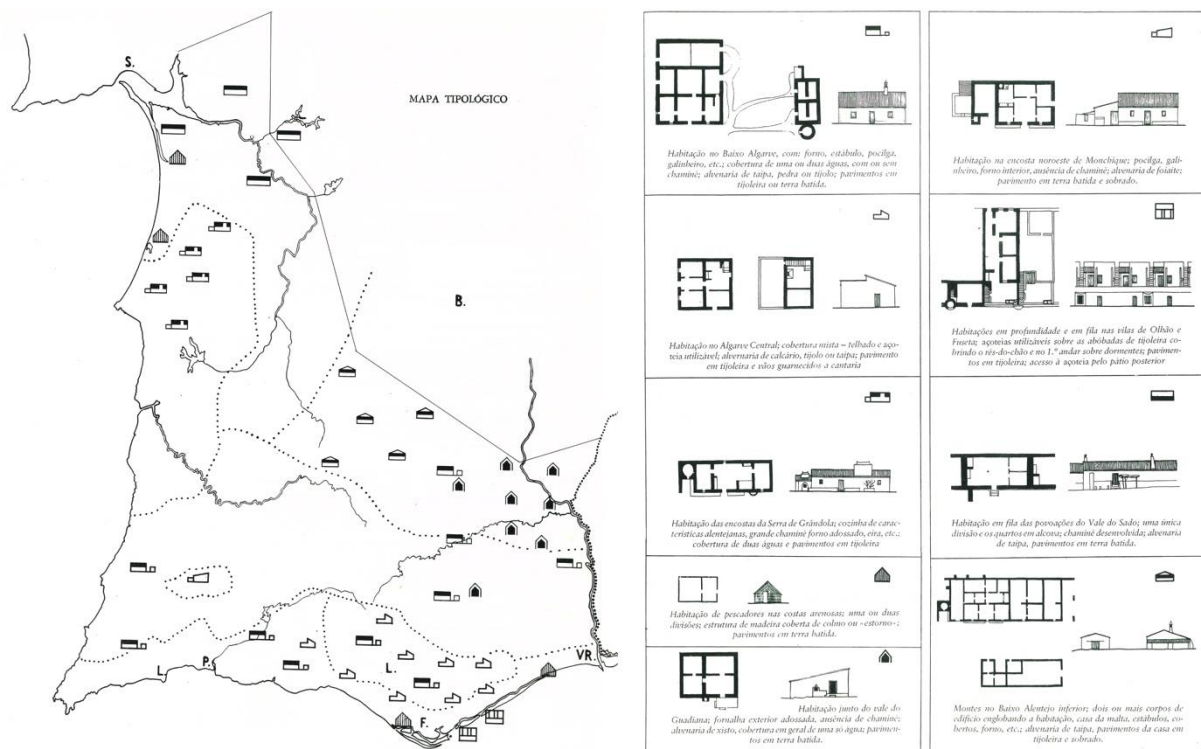 S.
MAPA TIPOLÓGICO
B.
L.
P.
L.
VR.
F.
Habitação no Baixo Algarve, com: forno, estábulo, pocilga,
galinheiro, etc.; cobertura de uma ou duas águas, com ou sem
chaminé; alvenaria de taipa, pedra ou tijolo; pavimentos em
tijoleira ou terra batida.
Habitação na encosta noroeste de Monchique; pocilga, gali-
nheiro, forno interior, ausência de chaminé; alvenaria de foiaite;
pavimento em terra batida e sobrado.
Habitação no Algarve Central; cobertura mista – telhado e aço-
teia utilizável; alvernaria de calcário, tijolo ou taipa; pavimento
em tijoleira e vãos guarnecidos a cantaria
Habitações em profundidade e em fila nas vilas de Olhão e
Fuseta; açoteias utilizáveis sobre as abóbadas de tijoleira co-
brindo o rés-do-chão e no 1.º andar sobre dormentes; pavimen-
tos em tijoleira; acesso à açoteia pelo pátio posterior
Habitação das encostas da Serra de Grândola; cozinha de carac-
terísticas alentejanas, grande chaminé forno adossado, eira, etc.;
cobertura de duas águas e pavimentos em tijoleira
Habitação em fila das povoações do Vale do Sado; uma única
divisão e os quartos em alcova; chaminé desenvolvida; alvenaria
de taipa, pavimentos em terra batida.
Habitação de pescadores nas costas arenosas; uma ou duas
divisões; estrutura de madeira coberta de colmo ou «estorno»;
pavimentos em terra batida.
Habitação junto do vale do
Guadiana; fornalha exterior adossada, ausência de chaminé;
alvenaria de xisto, cobertura em geral de uma só água; pavimen-
tos em terra batida.
Montes no Baixo Alentejo inferior; dois ou mais corpos de
edifício englobando a habitação, casa da malta, estábulos, co-
bertos, forno, etc.; alvenaria de taipa, pavimentos da casa em
tijoleira e sobrado.